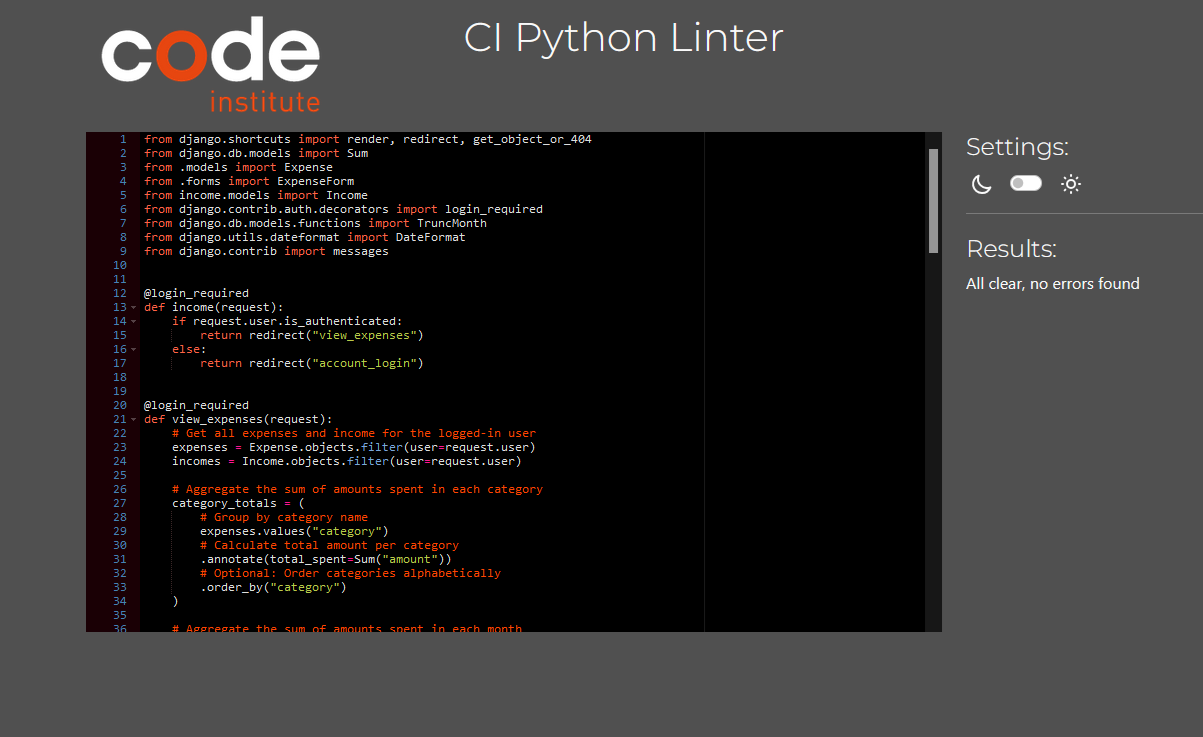 code
institute
CI Python Linter
1 from django.shortcuts import render, redirect, get_object_or_404
2 from django.db.models import Sum
3 from .models import Expense
4 from .forms import ExpenseForm
5 from income.models import Income
6 from django.contrib.auth.decorators import login_required
7 from django.db.models.functions import TruncMonth
8 from django.utils.dateformat import DateFormat
9 from django.contrib import messages
10
11
12 @login_required
13 def income(request):
14     if request.user.is_authenticated:
15         return redirect("view_expenses")
16     else:
17         return redirect("account_login")
18
19
20 @login_required
21 def view_expenses(request):
22     # Get all expenses and income for the logged-in user
23     expenses = Expense.objects.filter(user=request.user)
24     incomes = Income.objects.filter(user=request.user)
25
26     # Aggregate the sum of amounts spent in each category
27     category_totals = (
28         # Group by category name
29         expenses.values("category")
30         # Calculate total amount per category
31         .annotate(total_spent=Sum("amount"))
32         # Optional: Order categories alphabetically
33         .order_by("category")
34     )
35
36     # Aggregate the sum of amounts spent in each month
Settings:
Results:
All clear, no errors found